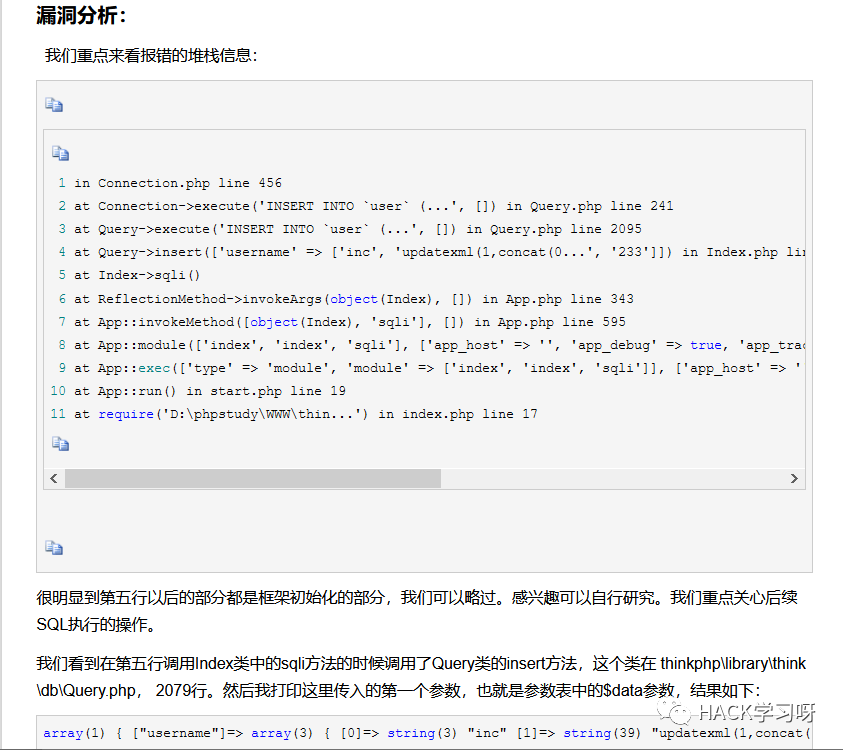 漏洞分析：
我们重点来看报错的堆栈信息：
1 in Connection.php line 456
2 at Connection->execute('INSERT INTO `user` (...', []) in Query.php line 241
3 at Query->execute('INSERT INTO `user` (...', []) in Query.php line 2095
4 at Query->insert(['username' => ['inc', 'updatexml(1,concat(0...', '233']]) in Index.php lin
5 at Index->sqli()
6 at ReflectionMethod->invokeArgs(object(Index), []) in App.php line 343
7 at App::invokeMethod([object(Index), 'sqli'], []) in App.php line 595
8 at App::module(['index', 'index', 'sqli'], ['app_host' => '', 'app_debug' => true, 'app_trac
9 at App::exec(['type' => 'module', 'module' => ['index', 'index', 'sqli']], ['app_host' => '
10 at App::run() in start.php line 19
11 at require('D:\phpstudy\WWW\thin...') in index.php line 17
很明显到第五行以后的部分都是框架初始化的部分，我们可以略过。感兴趣可以自行研究。我们重点关心后续
SQL执行的操作。
我们看到在第五行调用Index类中的sqli方法的时候调用了Query类的insert方法，这个类在 thinkphp\library\think
\db\Query.php， 2079行。然后我打印这里传入的第一个参数，也就是参数表中的$data参数，结果如下：
HACK学习呀
array(1) { ["username"]=> array(3) { [0]=> string(3) "inc" [1]=> string(39) "updatexml(1,concat(